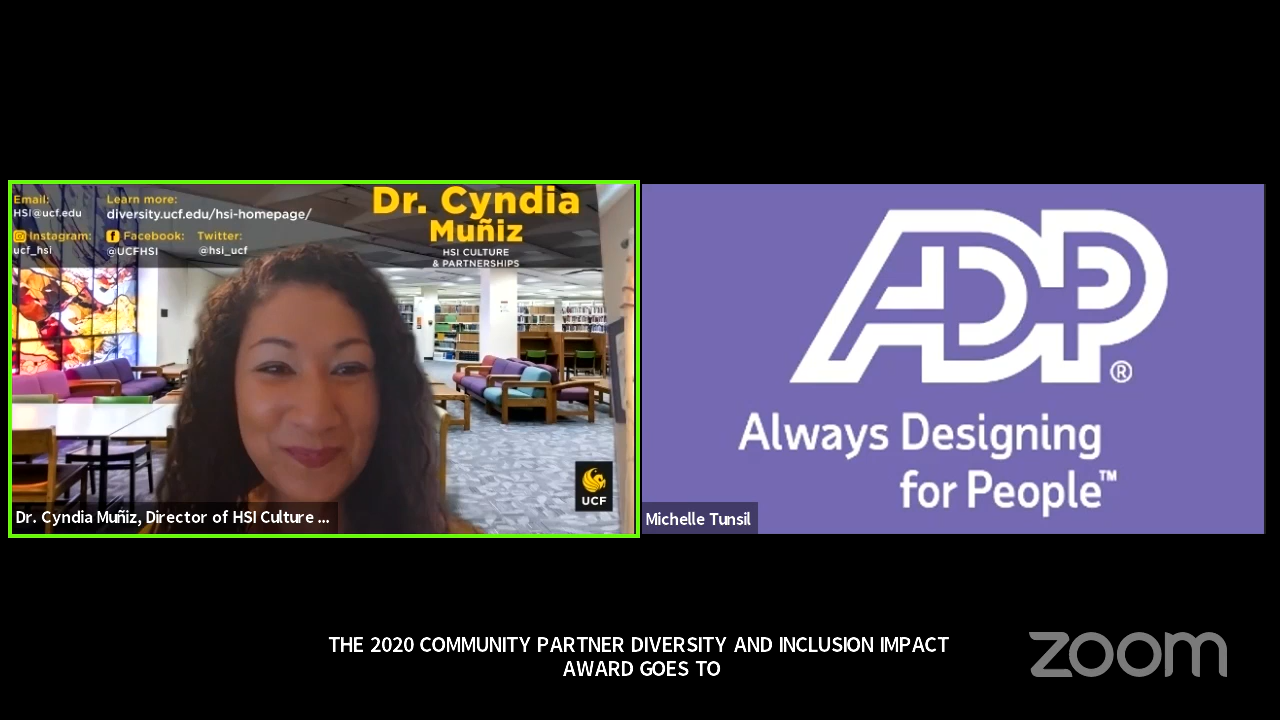 Email:
HSI@ucf.edu
Learn more:
diversity.ucf.edu/hsi-homepage/
Instagram:
ucf_hsi
Facebook:
@UCFHSI
Twitter:
@hsi_ucf
Dr. Cyndia
Muñiz
HSI CULTURE
& PARTNERSHIPS
UCF
Dr. Cyndia Muñiz, Director of HSI Culture ...
ADP®
Always Designing
for People™
Michelle Tunsil
THE 2020 COMMUNITY PARTNER DIVERSITY AND INCLUSION IMPACT
AWARD GOES TO
zoom